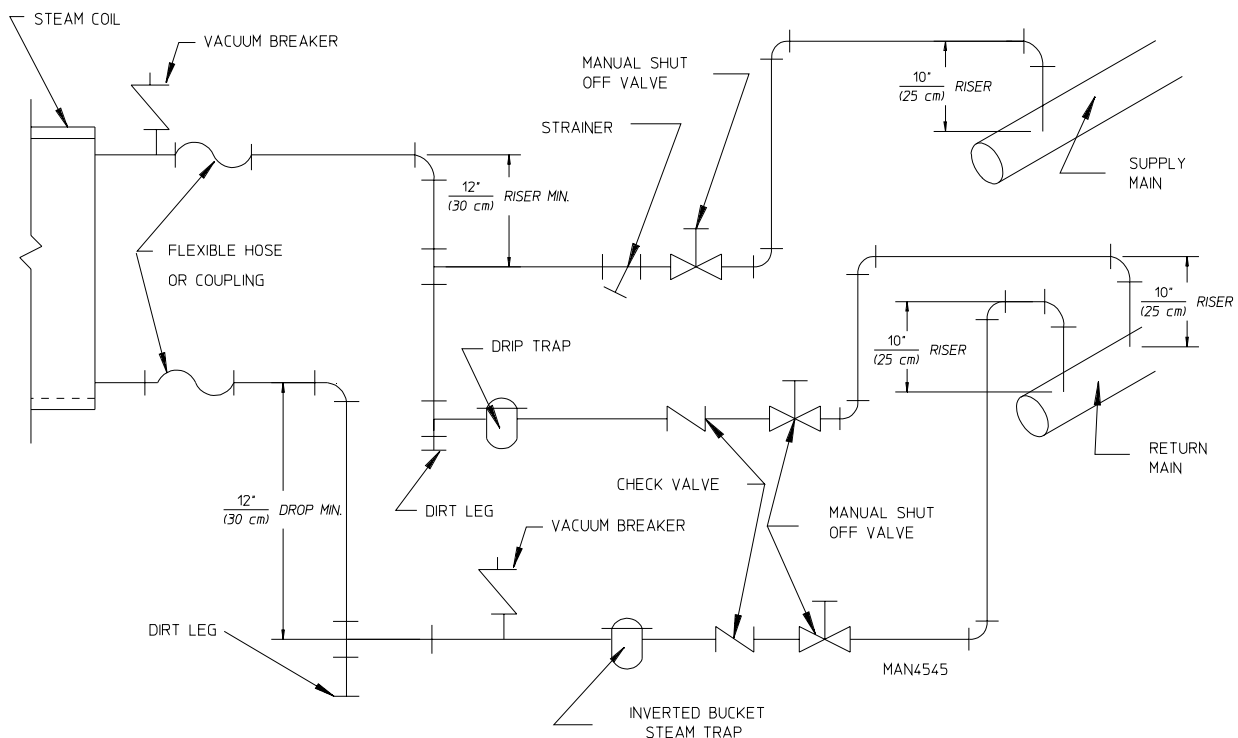 STEAM COIL
VACUUM BREAKER
MANUAL SHUT
OFF VALVE
10"
(25 cm) RISER
STRAINER
SUPPLY
MAIN
12"
(30 cm) RISER MIN.
FLEXIBLE HOSE
OR COUPLING
10"
(25 cm) RISER
10"
(25 cm) RISER
DRIP TRAP
RETURN
MAIN
CHECK VALVE
12"
(30 cm) DROP MIN.
DIRT LEG
MANUAL SHUT
OFF VALVE
VACUUM BREAKER
DIRT LEG
MAN4545
INVERTED BUCKET
STEAM TRAP